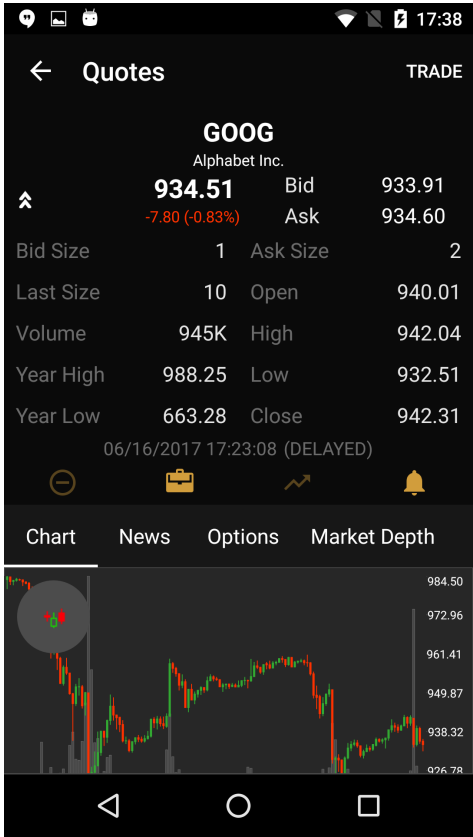 17:38
Quotes TRADE
GOOG
Alphabet Inc.
934.51 Bid 933.91
-7.80 (-0.83%) Ask 934.60
Bid Size 1 Ask Size 2
Last Size 10 Open 940.01
Volume 945K High 942.04
Year High 988.25 Low 932.51
Year Low 663.28 Close 942.31
06/16/2017 17:23:08 (DELAYED)
Chart News Options Market Depth
984.50
972.96
961.41
949.87
938.32
926.78